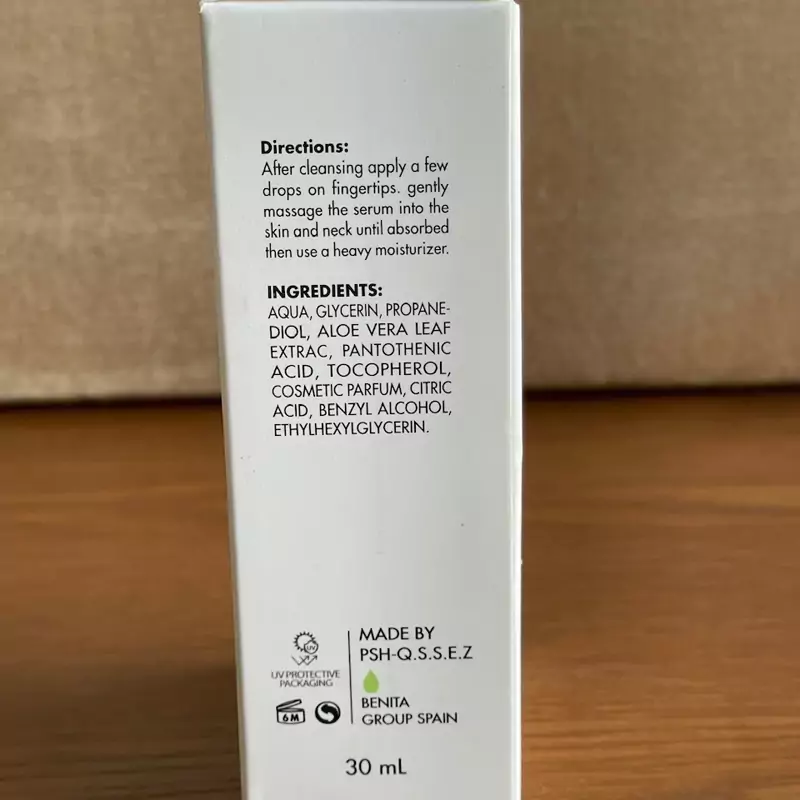 Directions:
After cleansing apply a few
drops on fingertips. gently
massage the serum into the
skin and neck until absorbed
then use a heavy moisturizer.
INGREDIENTS:
AQUA, GLYCERIN, PROPANE-
DIOL, ALOE VERA LEAF
EXTRAC, PANTOTHENIC
ACID, TOCOPHEROL,
COSMETIC PARFUM, CITRIC
ACID, BENZYL ALCOHOL,
ETHYLHEXYLGLYCERIN.
UV
UV PROTECTIVE
PACKAGING
6M
MADE BY
PSH-Q.S.S.E.Z
BENITA
GROUP SPAIN
30 mL